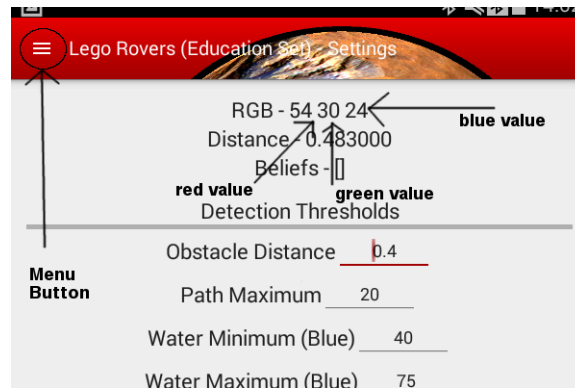 Lego Rovers (Education Set) - Settings
RGB - 54 30 24
blue value
Distance - 0.483000
Beliefs - []
red value
green value
Detection Thresholds
Obstacle Distance 0.4
Menu
Button
Path Maximum 20
Water Minimum (Blue) 40
Water Maximum (Blue) 75